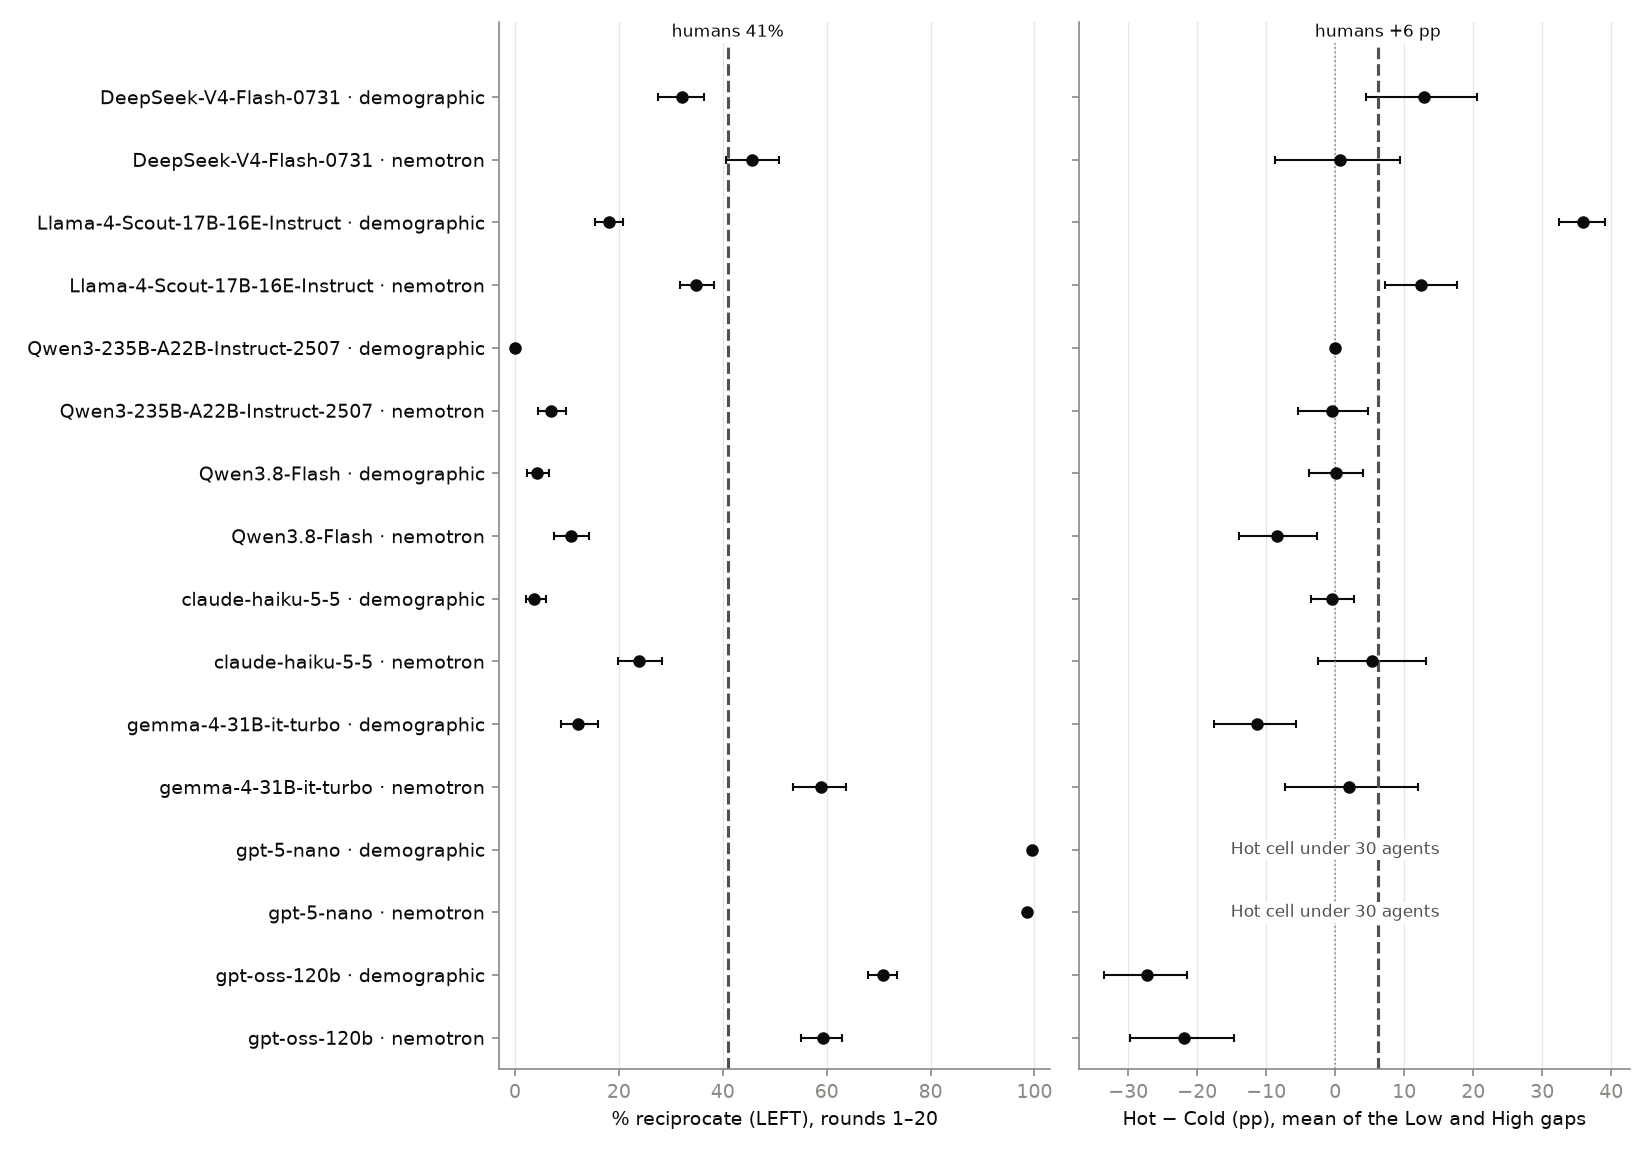 humans 41%
humans +6 pp
DeepSeek-V4-Flash-0731 · demographic
DeepSeek-V4-Flash-0731 · nemotron
Llama-4-Scout-17B-16E-Instruct · demographic
Llama-4-Scout-17B-16E-Instruct · nemotron
Qwen3-235B-A22B-Instruct-2507 · demographic
Qwen3-235B-A22B-Instruct-2507 · nemotron
Qwen3.8-Flash · demographic
Qwen3.8-Flash · nemotron
claude-haiku-5-5 · demographic
claude-haiku-5-5 · nemotron
gemma-4-31B-it-turbo · demographic
gemma-4-31B-it-turbo · nemotron
gpt-5-nano · demographic
Hot cell under 30 agents
gpt-5-nano · nemotron
Hot cell under 30 agents
gpt-oss-120b · demographic
gpt-oss-120b · nemotron
0 20 40 60 80 100
−30 −20 −10 0 10 20 30 40
% reciprocate (LEFT), rounds 1–20
Hot − Cold (pp), mean of the Low and High gaps